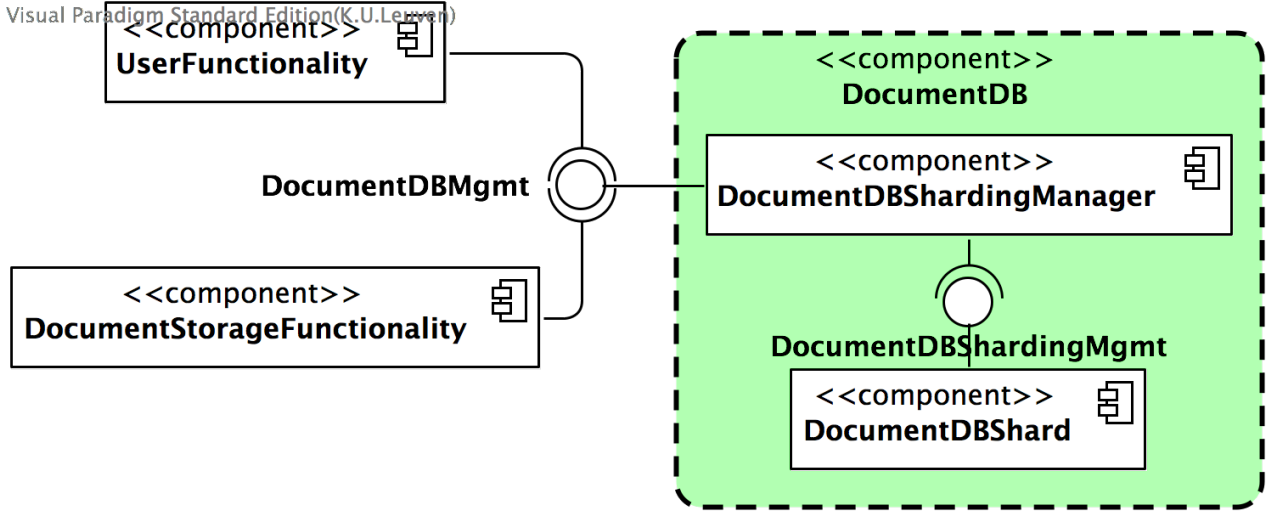 Visual Paradigm Standard Edition(K.U.Leuven)
<<component>>
UserFunctionality
<<component>>
DocumentDB
<<component>>
DocumentDBShardingManager
DocumentDBMgmt
<<component>>
DocumentStorageFunctionality
DocumentDBShardingMgmt
<<component>>
DocumentDBShard